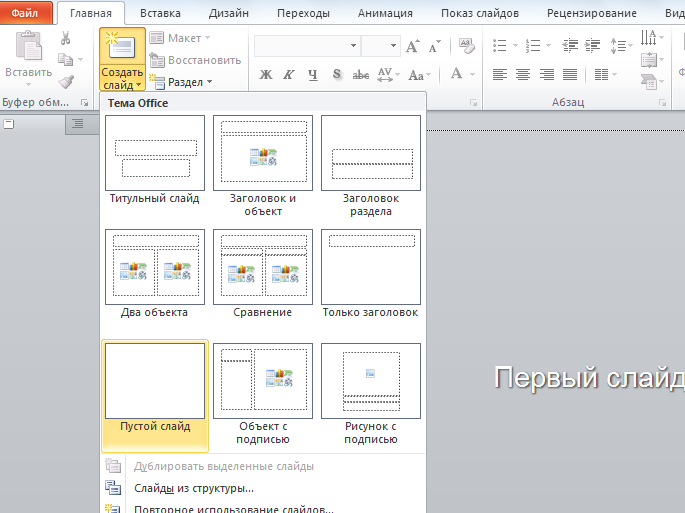 Файл Главная Вставка Дизайн Переходы Анимация Показ слайдов Рецензирование Вид
Вставить
Создать слайд
Макет
Восстановить
Раздел
Ж К Ч S abc AV Aa А
Буфер обм...
Абзац
Тема Office
Титульный слайд
Заголовок и объект
Заголовок раздела
Два объекта
Сравнение
Только заголовок
Пустой слайд
Объект с подписью
Рисунок с подписью
Дублировать выделенные слайды
Слайды из структуры...
Повторное использование слайдов...
Первый слайд